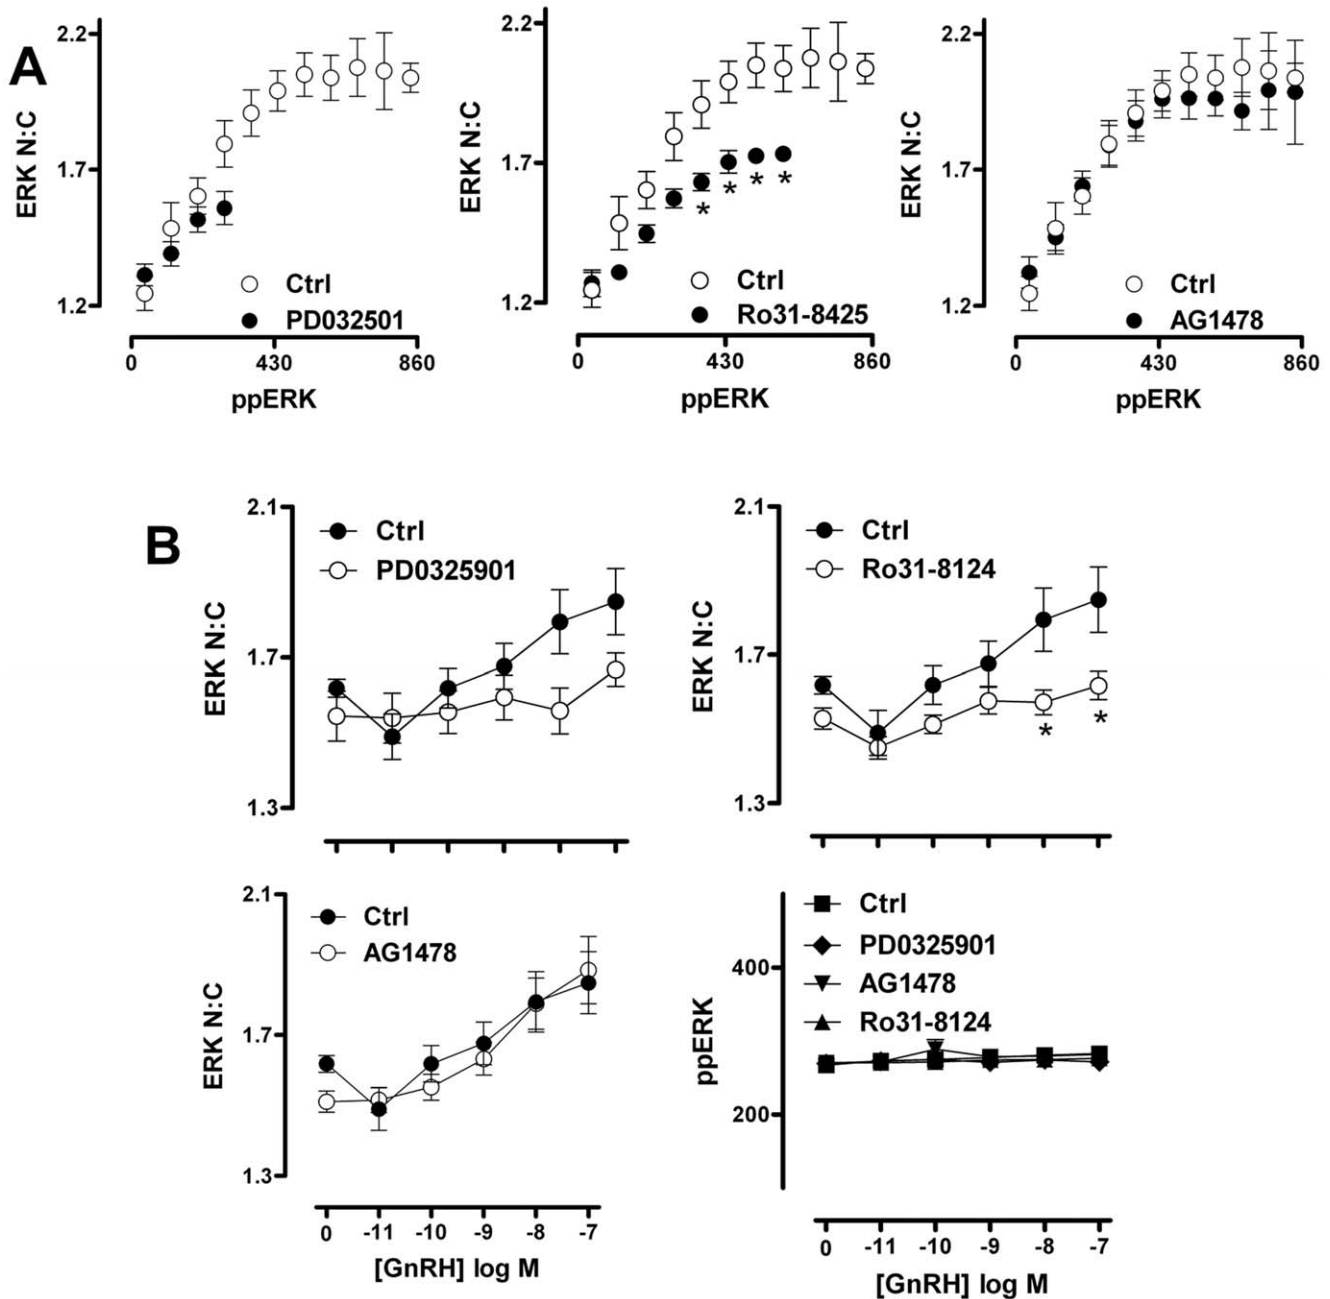 A
2.2
1.7
1.2
ERK N:C
Ctrl
PD032501
0 430 860
ppERK
2.2
1.7
1.2
ERK N:C
*
*
*
*
Ctrl
Ro31-8425
0 430 860
ppERK
2.2
1.7
1.2
ERK N:C
Ctrl
AG1478
0 430 860
ppERK
B
2.1
1.7
1.3
ERK N:C
Ctrl
PD0325901
2.1
1.7
1.3
ERK N:C
Ctrl
Ro31-8124
*
*
2.1
1.7
1.3
ERK N:C
Ctrl
AG1478
0 -11 -10 -9 -8 -7
[GnRH] log M
400
200
ppERK
Ctrl
PD0325901
AG1478
Ro31-8124
0 -11 -10 -9 -8 -7
[GnRH] log M